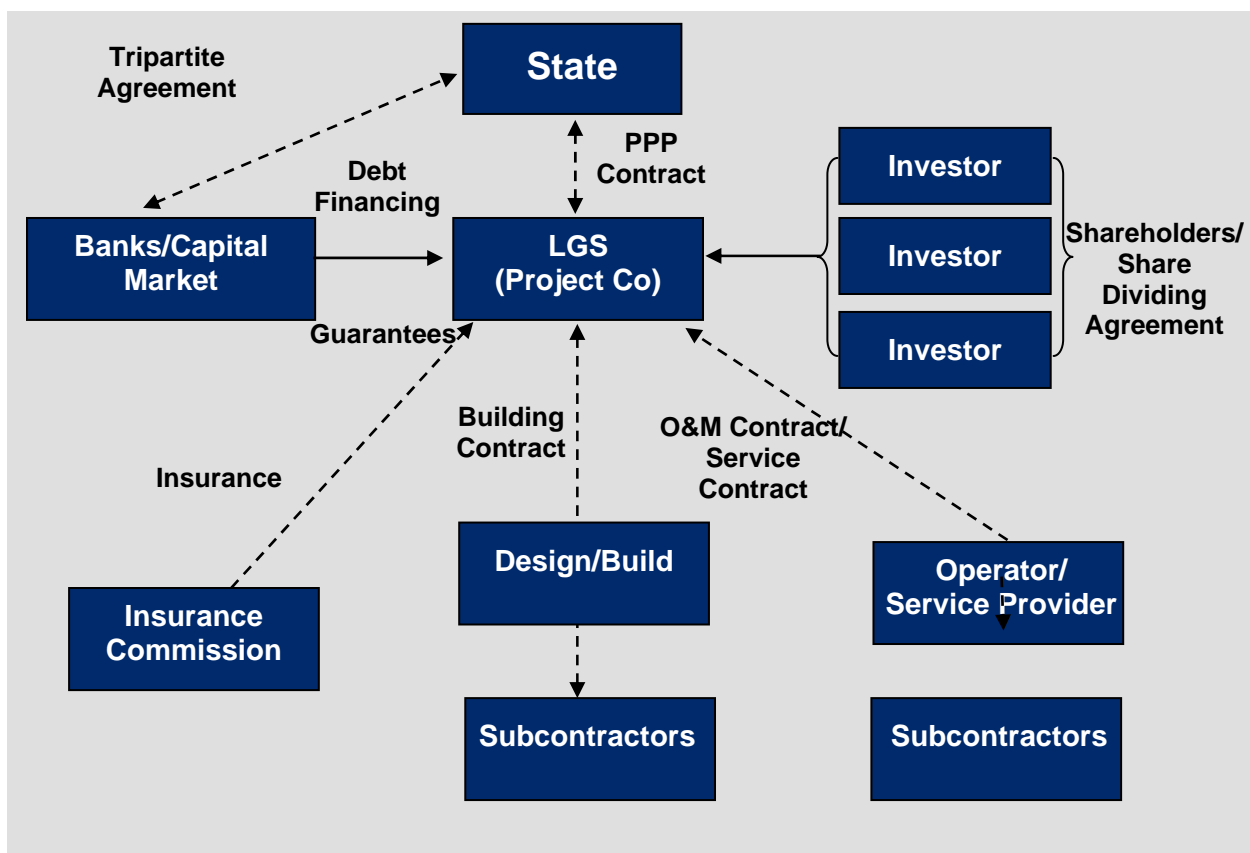 Tripartite
Agreement
State
PPP
Contract
Debt
Financing
Investor
Banks/Capital
Market
LGS
(Project Co)
Investor
Shareholders/
Share
Dividing
Agreement
Guarantees
Investor
Building
Contract
O&M Contract/
Service
Contract
Insurance
Design/Build
Operator/
Service Provider
Insurance
Commission
Subcontractors
Subcontractors